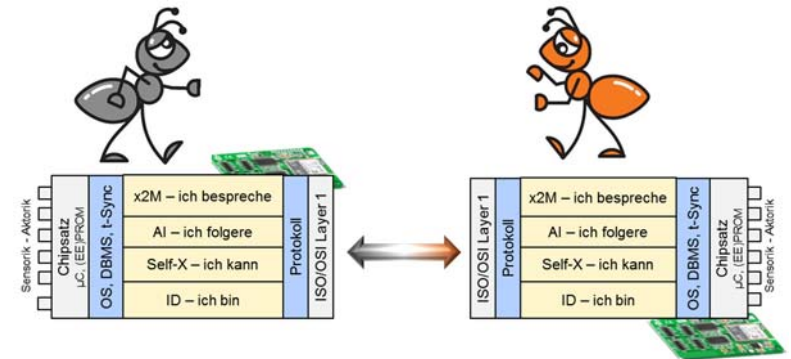 Sensorik - Aktorik
Chipsatz
µC, (EE)PROM
OS, DBMS, t-Sync
x2M – ich bespreche
AI – ich folgere
Self-X – ich kann
ID – ich bin
Protokoll
ISO/OSI Layer 1
ISO/OSI Layer 1
Protokoll
x2M – ich bespreche
AI – ich folgere
Self-X – ich kann
ID – ich bin
OS, DBMS, t-Sync
Chipsatz
µC, (EE)PROM
Sensorik - Aktorik